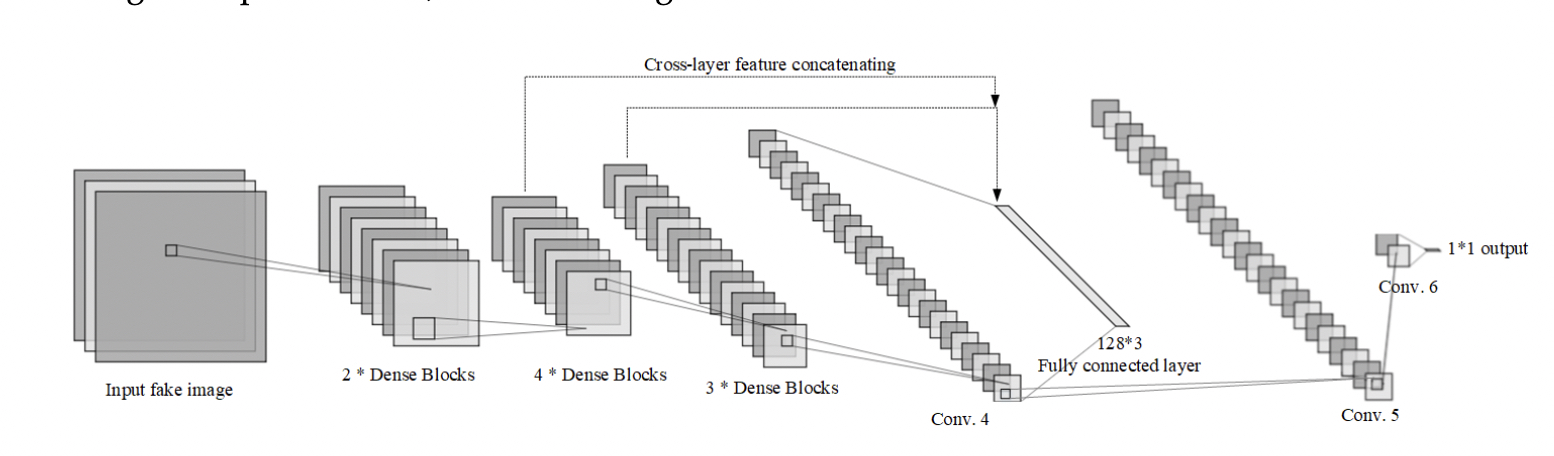 Cross-layer feature concatenating
1*1 output
Conv. 6
128*3
Fully connected layer
2 * Dense Blocks
4 * Dense Blocks
3 * Dense Blocks
Input fake image
Conv. 4
Conv. 5